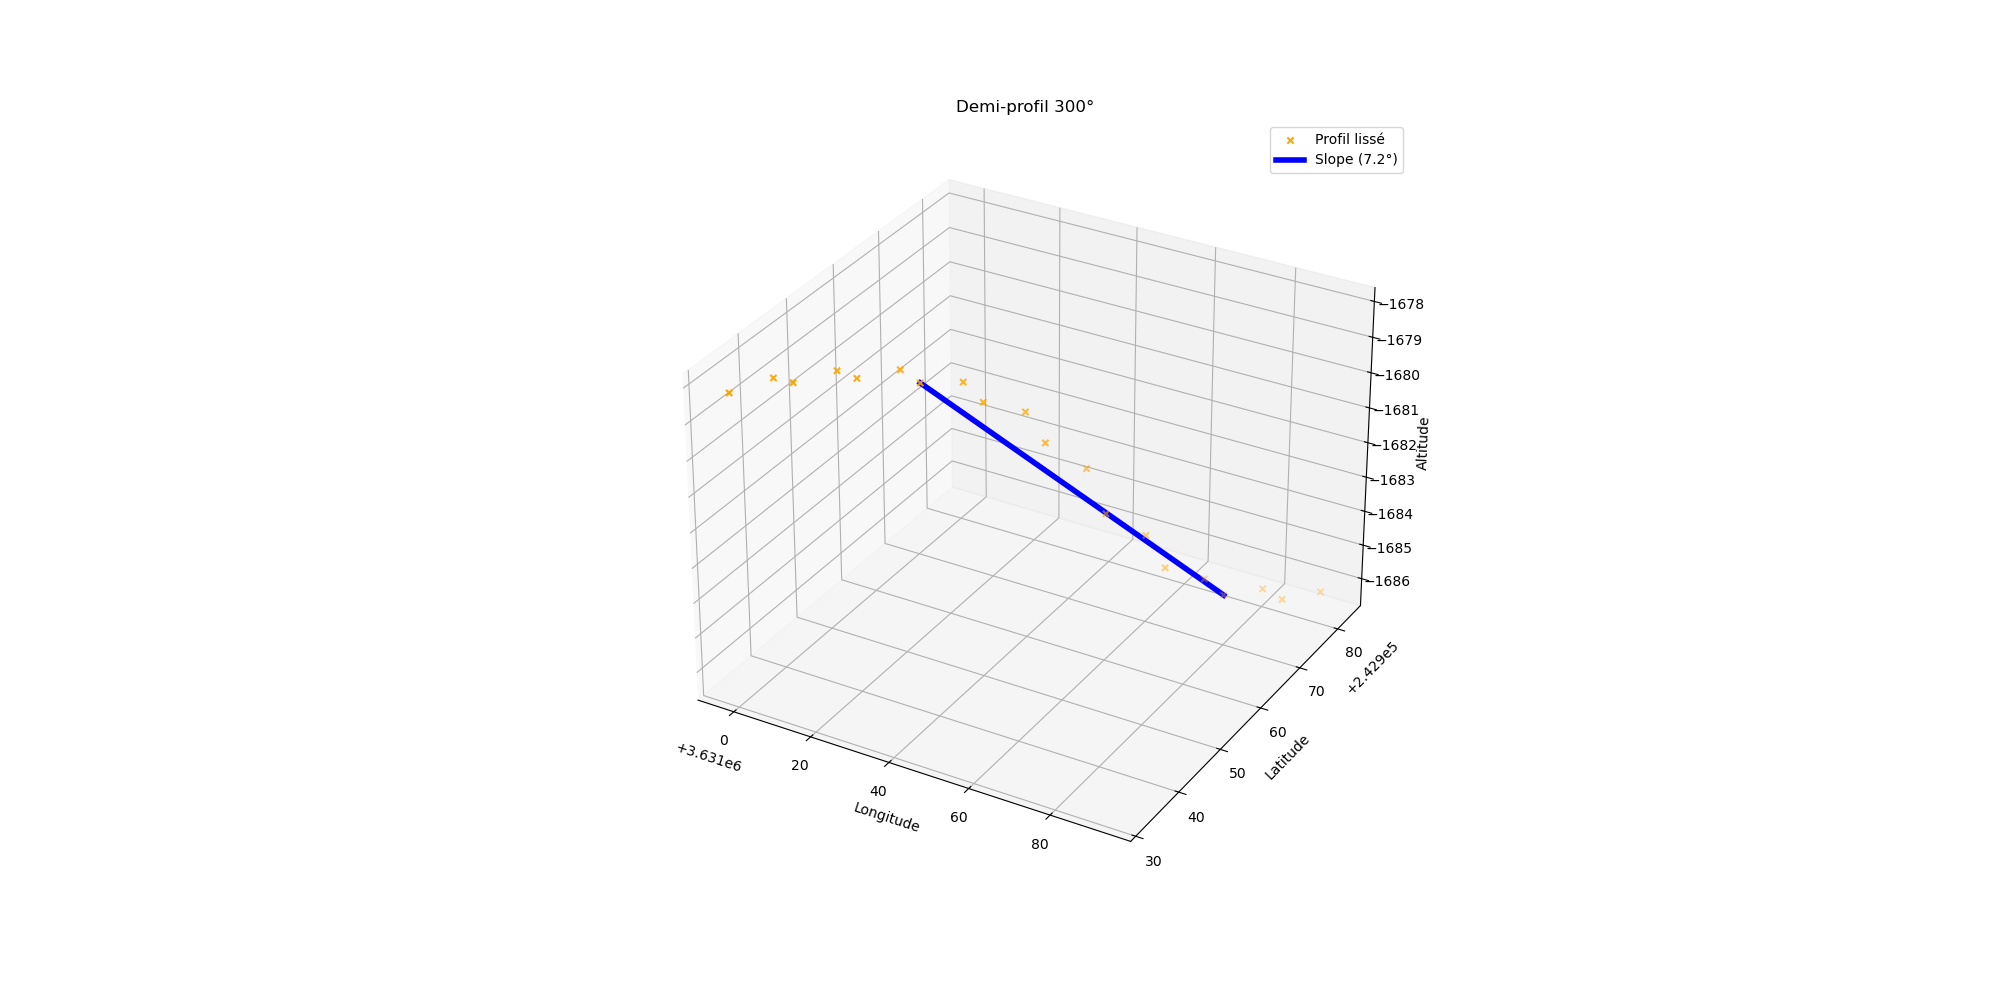 Demi-profil 300°
Profil lissé
Slope (7.2°)
−1678
−1679
−1680
−1681
−1682
−1683
−1684
−1685
−1686
Altitude
80
70
60
50
40
30
+2.429e5
Latitude
0
20
40
60
80
+3.631e6
Longitude